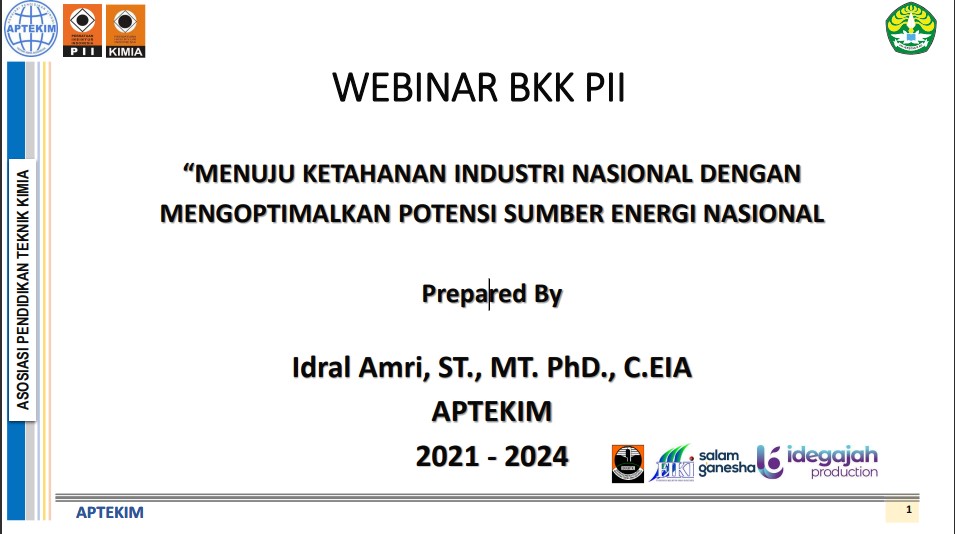 APTEKIM
PII
KIMIA
WEBINAR BKK PII
“MENUJU KETAHANAN INDUSTRI NASIONAL DENGAN
MENGOPTIMALKAN POTENSI SUMBER ENERGI NASIONAL
Prepared By
Idral Amri, ST., MT. PhD., C.EIA
APTEKIM
2021 - 2024
ASOSIASI PENDIDIKAN TEKNIK KIMIA
salam
ganesha
idegajah
production
APTEKIM
1